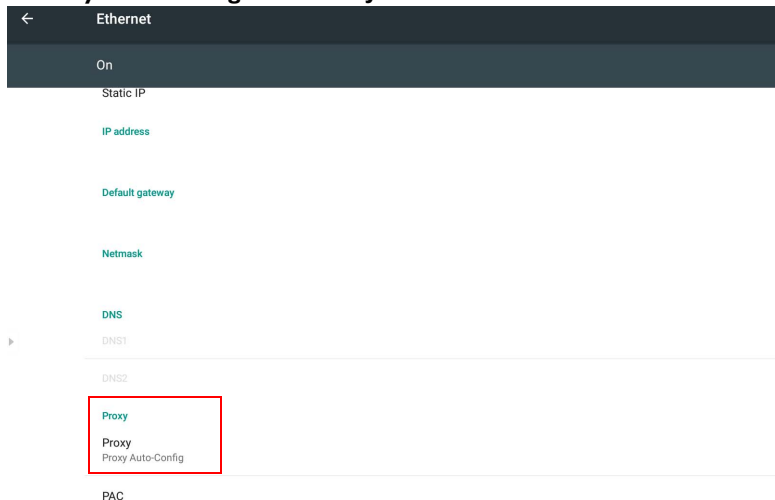 Ethernet
On
Static IP
IP address
Default gateway
Netmask
DNS
DNS1
DNS2
Proxy
Proxy
Proxy Auto-Config
PAC